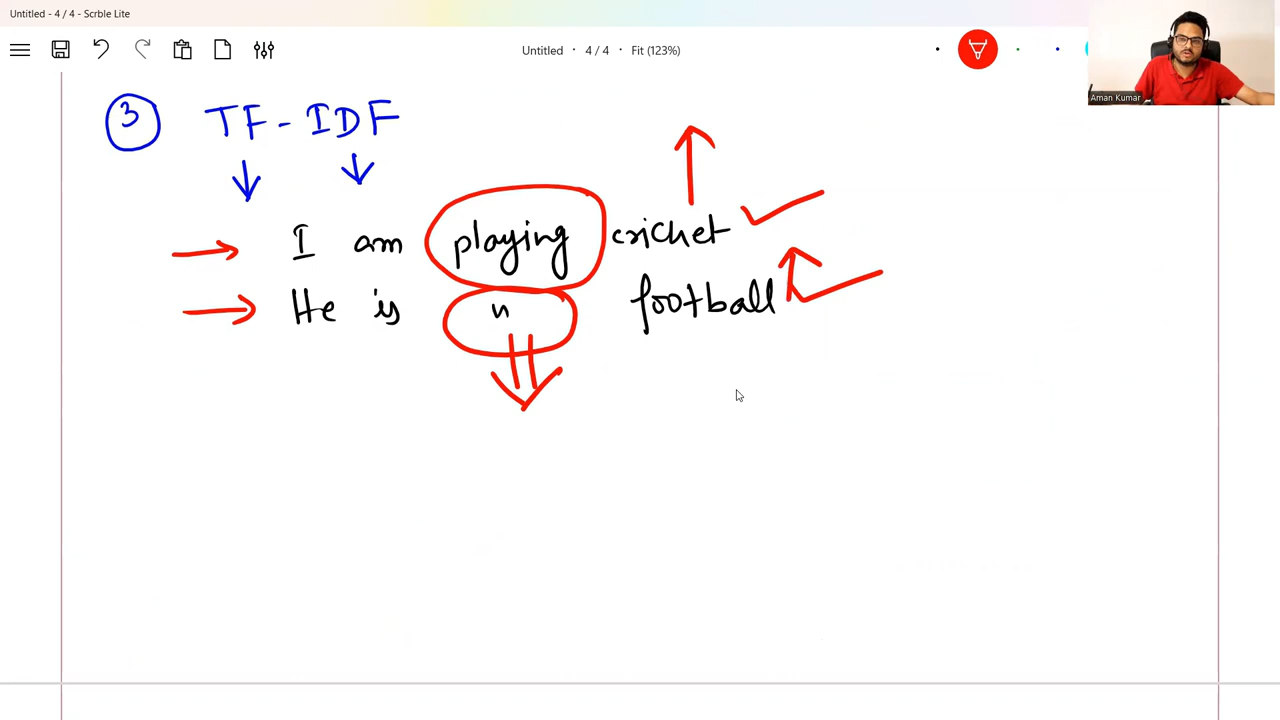 Untitled - 4 / 4 - Scrble Lite
Untitled • 4 / 4 • Fit (123%)
Aman Kumar
3 TF - IDF
I am playing cricket
He is " football